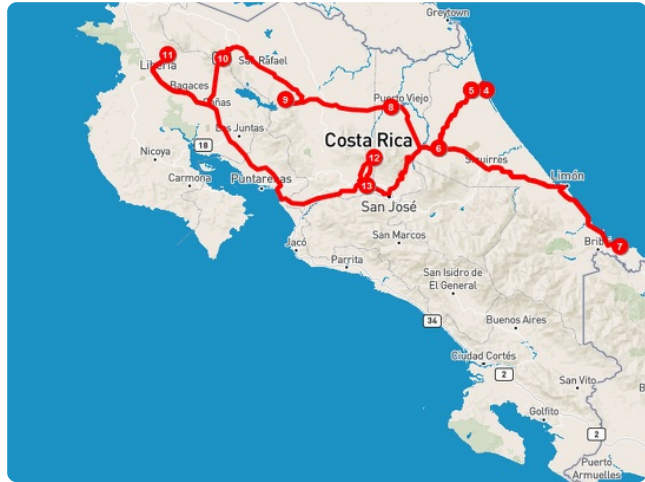 Greytown
11
Liberia
10
San Rafael
Bagaces
Cañas
9
5
4
Puerto Viejo
8
Las Juntas
18
Costa Rica
6
Siquirres
Nicoya
12
Carmona
Puntarenas
13
Limón
San José
Jacó
San Marcos
Bribri
7
Parrita
San Isidro de
El General
34
Buenos Aires
Ciudad Cortés
2
San Vito
Golfito
2
Puerto
Armuelles